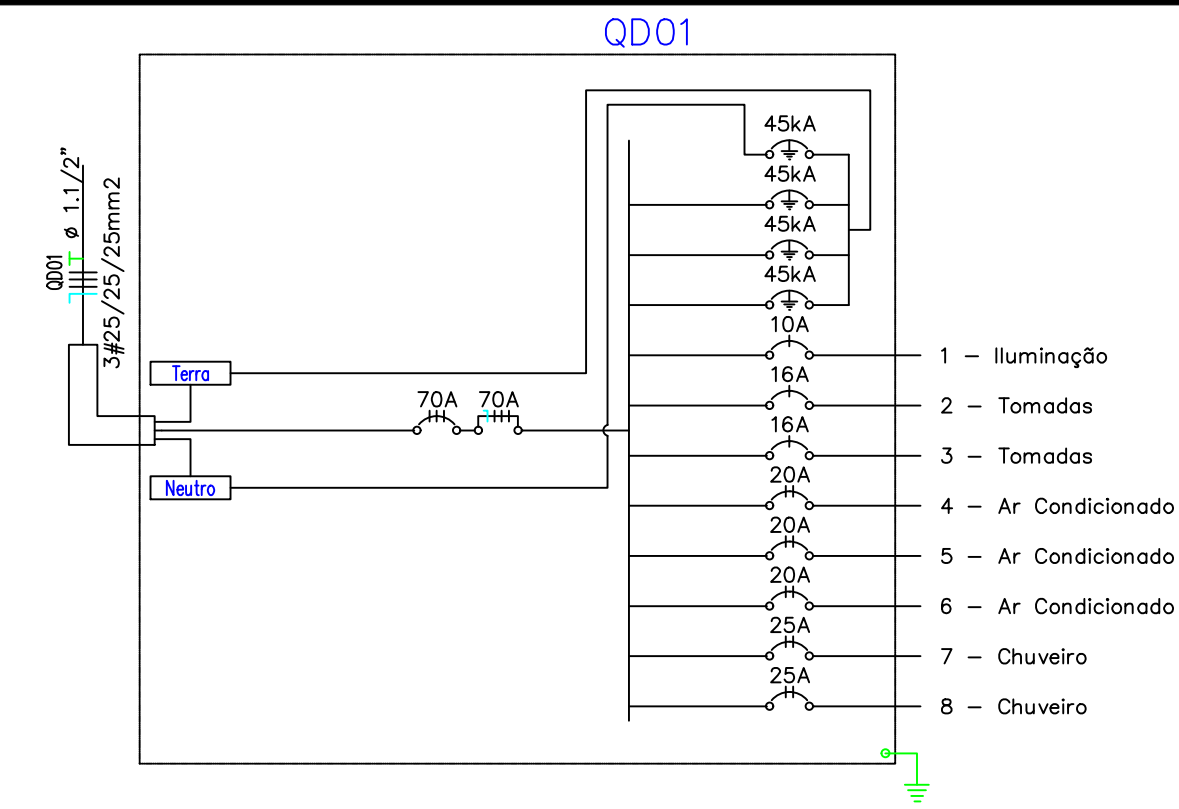 QD01
ø 1.1/2"
QD01
3#25/25/25mm2
45kA
45kA
45kA
45kA
10A
1 - Iluminação
16A
2 - Tomadas
Terra
70A 70A
16A
3 - Tomadas
Neutro
20A
4 - Ar Condicionado
20A
5 - Ar Condicionado
20A
6 - Ar Condicionado
25A
7 - Chuveiro
25A
8 - Chuveiro